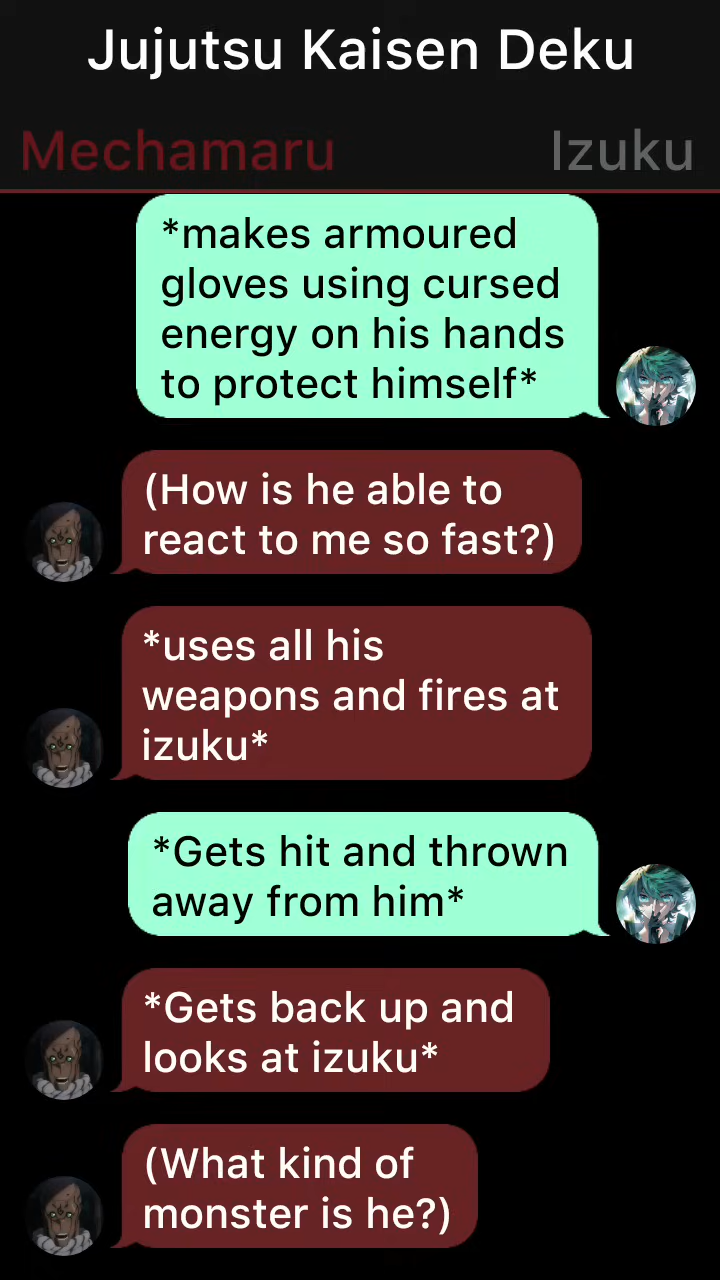 Jujutsu Kaisen Deku
Mechamaru
Izuku
*makes armoured
gloves using cursed
energy on his hands
to protect himself*
(How is he able to
react to me so fast?)
*uses all his
weapons and fires at
izuku*
*Gets hit and thrown
away from him*
*Gets back up and
looks at izuku*
(What kind of
monster is he?)